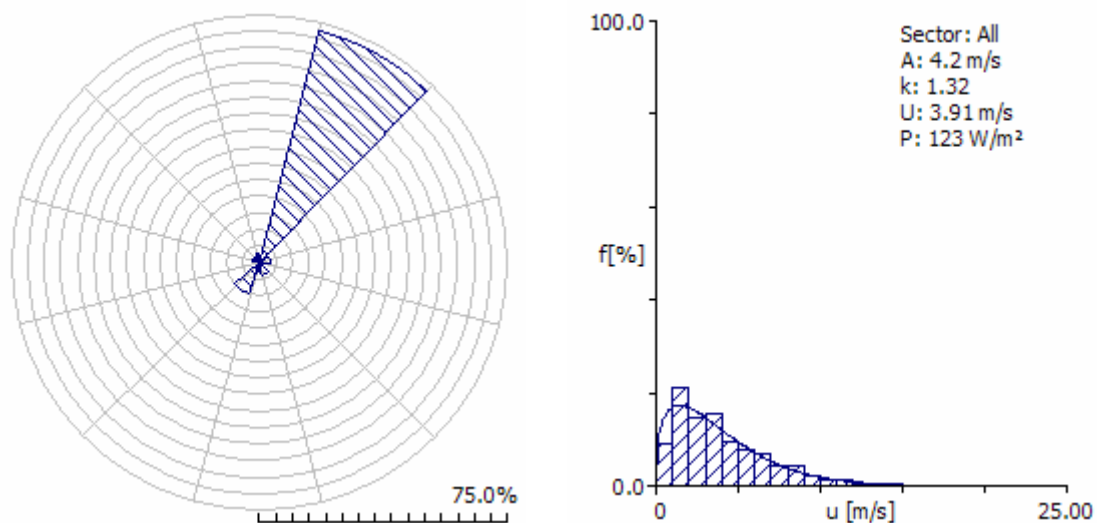 75.0%
100.0
Sector: All
A: 4.2 m/s
k: 1.32
U: 3.91 m/s
P: 123 W/m²
f[%]
0.0
0 u [m/s] 25.00